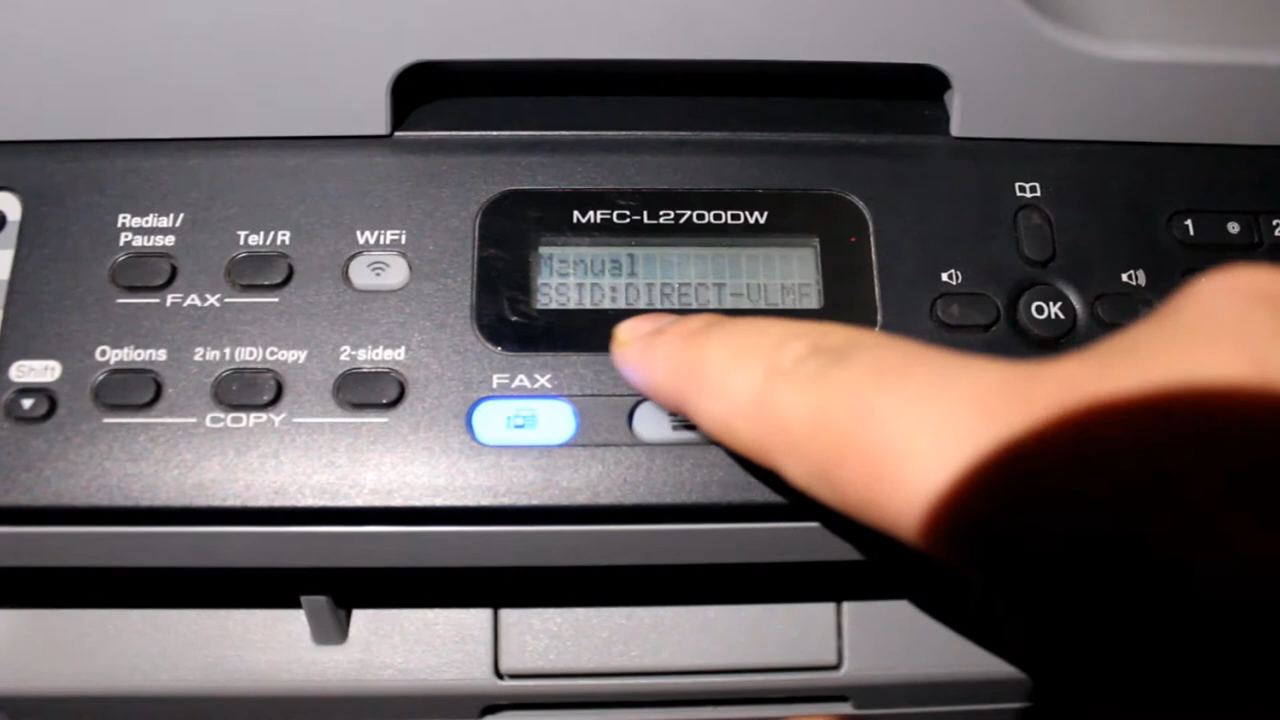 MFC-L2700DW
Manual
SSID:DIRECT-VLMF
Redial/
Pause
Tel/R
WiFi
FAX
Shift
Options
2 in 1 (ID) Copy
2-sided
COPY
FAX
OK
1
@
2